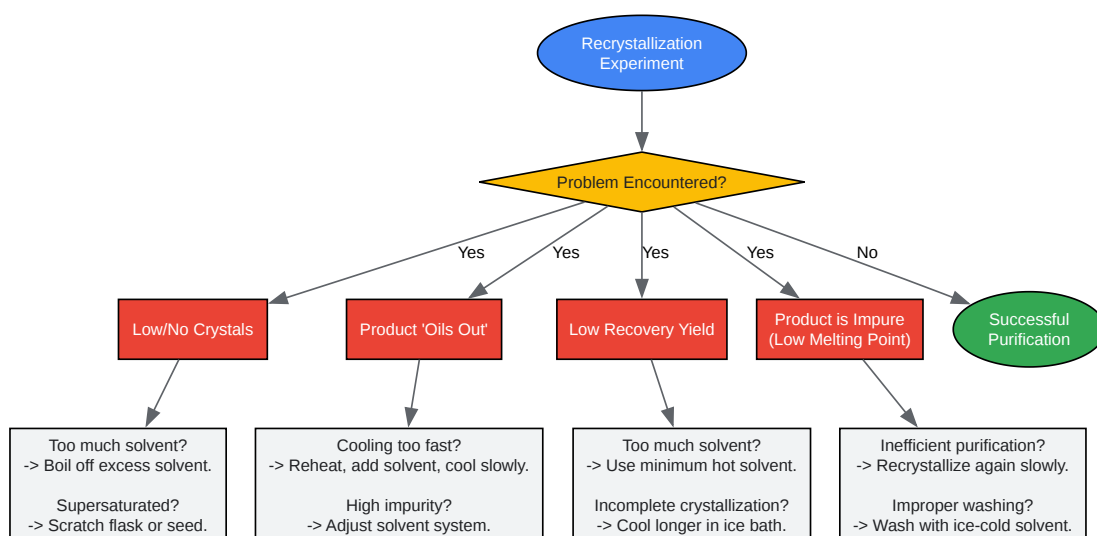 Recrystallization
Experiment
Problem Encountered?
Yes
Yes
Yes
Yes
No
Low/No Crystals
Product 'Oils Out'
Low Recovery Yield
Product is Impure
(Low Melting Point)
Successful
Purification
Too much solvent?
-> Boil off excess solvent.
Supersaturated?
-> Scratch flask or seed.
Cooling too fast?
-> Reheat, add solvent, cool slowly.
High impurity?
-> Adjust solvent system.
Too much solvent?
-> Use minimum hot solvent.
Incomplete crystallization?
-> Cool longer in ice bath.
Inefficient purification?
-> Recrystallize again slowly.
Improper washing?
-> Wash with ice-cold solvent.